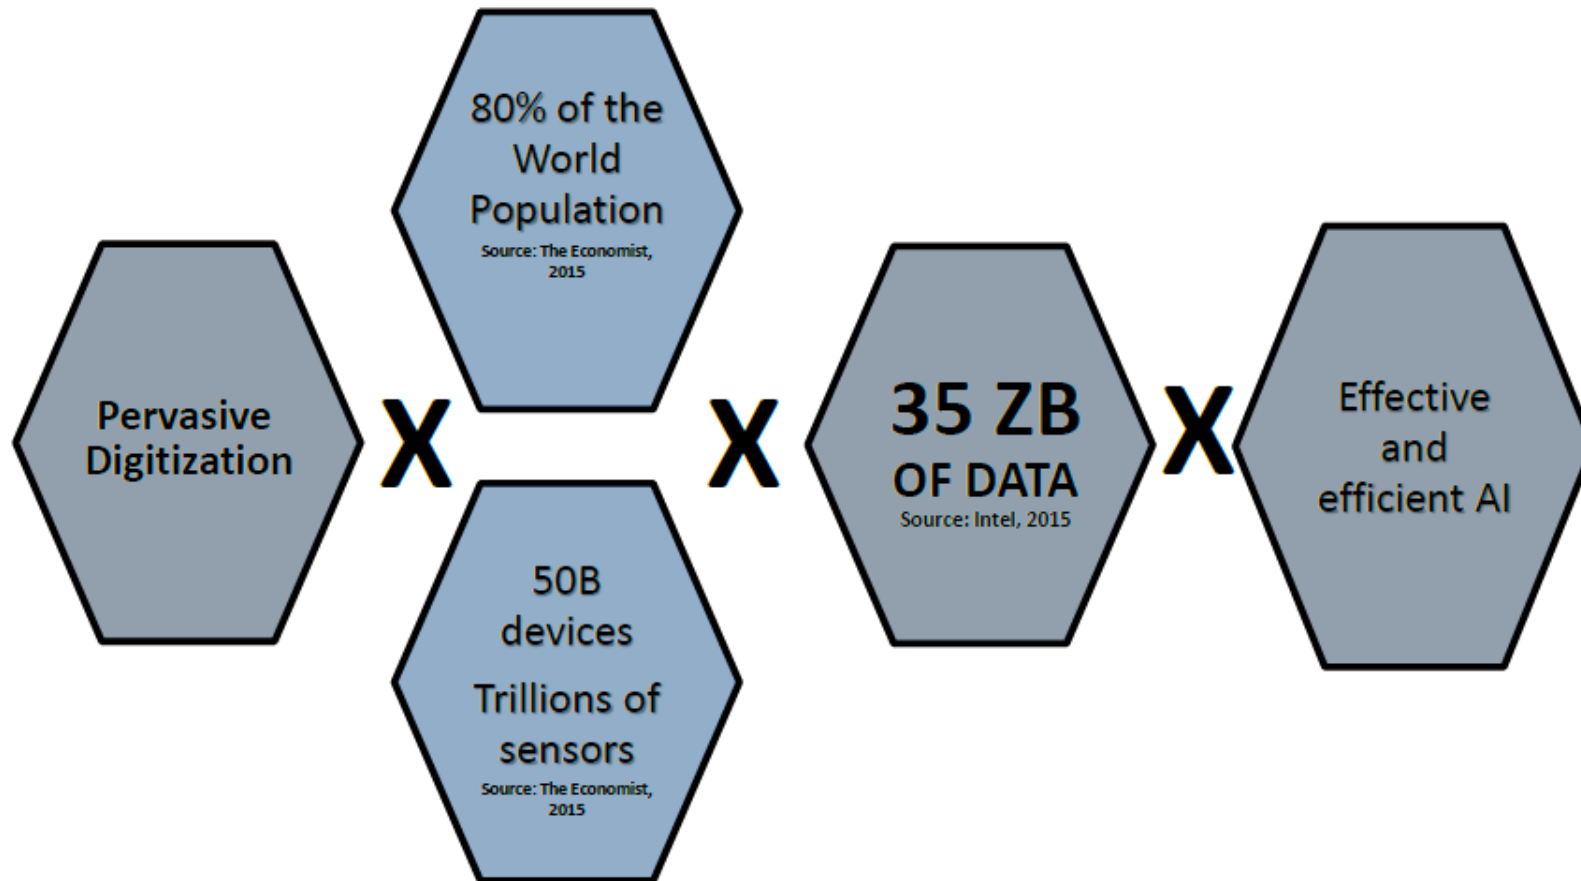 Pervasive
Digitization
X
80% of the
World
Population
Source: The Economist,
2015
50B
devices
Trillions of
sensors
Source: The Economist,
2015
X
35 ZB
OF DATA
Source: Intel, 2015
X
Effective
and
efficient AI